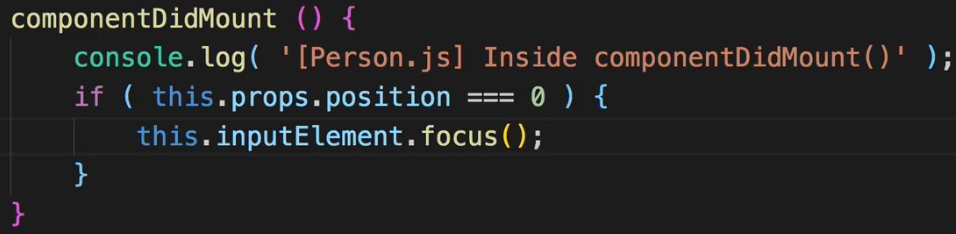 componentDidMount () {
    console.log( '[Person.js] Inside componentDidMount()' );
    if ( this.props.position === 0 ) {
        this.inputElement.focus();
    }
}